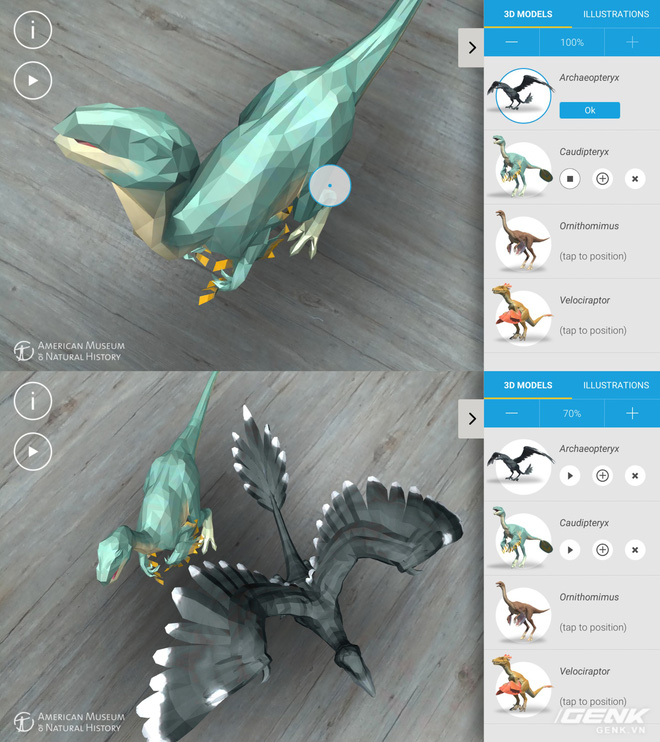 3D MODELS
ILLUSTRATIONS
100%
Archaeopteryx
Ok
Caudipteryx
Ornithomimus
(tap to position)
Velociraptor
(tap to position)
AMERICAN MUSEUM
& NATURAL HISTORY
3D MODELS
ILLUSTRATIONS
70%
Archaeopteryx
Caudipteryx
Ornithomimus
(tap to position)
Velociraptor
(tap to position)
AMERICAN MUSEUM
& NATURAL HISTORY
GENK
GENK.VN